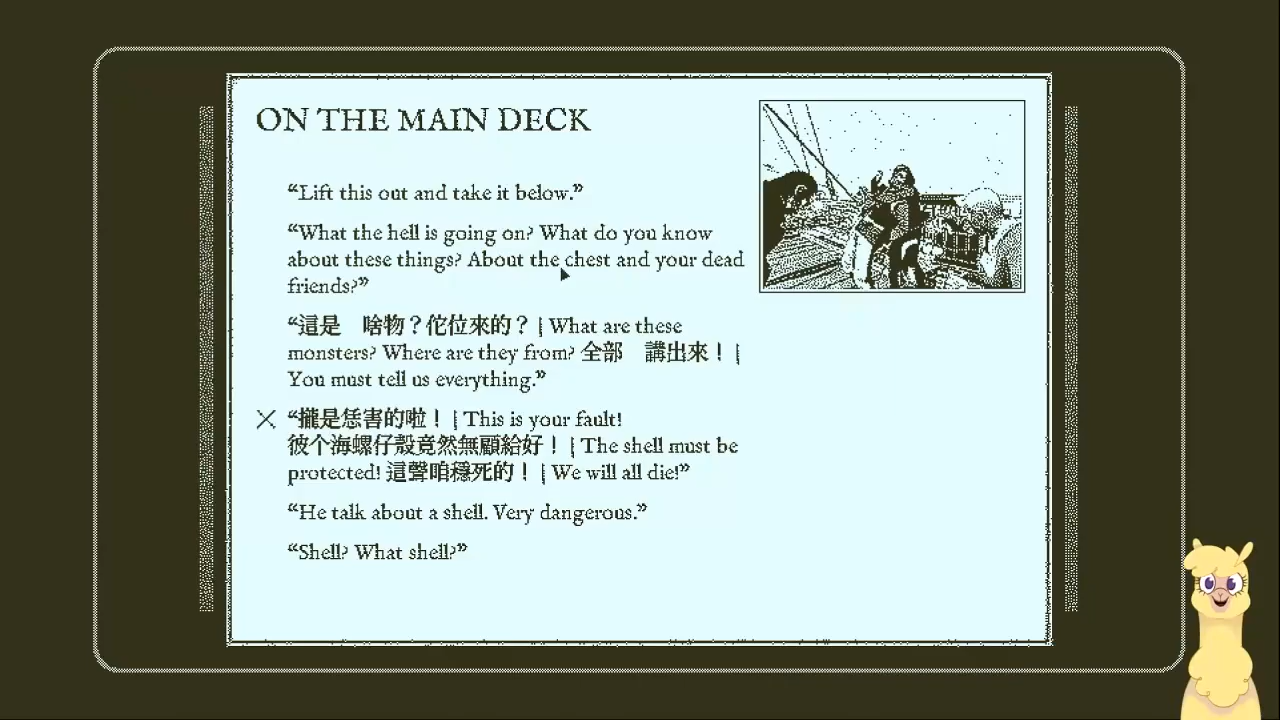 ON THE MAIN DECK
“Lift this out and take it below.”
“What the hell is going on? What do you know
about these things? About the chest and your dead
friends?”
“這是　啥物？佗位來的？ | What are these
monsters? Where are they from? 全部　講出來！ |
You must tell us everything.”
“攏是恁害的啦！ | This is your fault!
彼个海螺仔殼竟然無顧給好！ | The shell must be
protected! 這聲咱穩死的！ | We will all die!”
“He talk about a shell. Very dangerous.”
“Shell? What shell?”